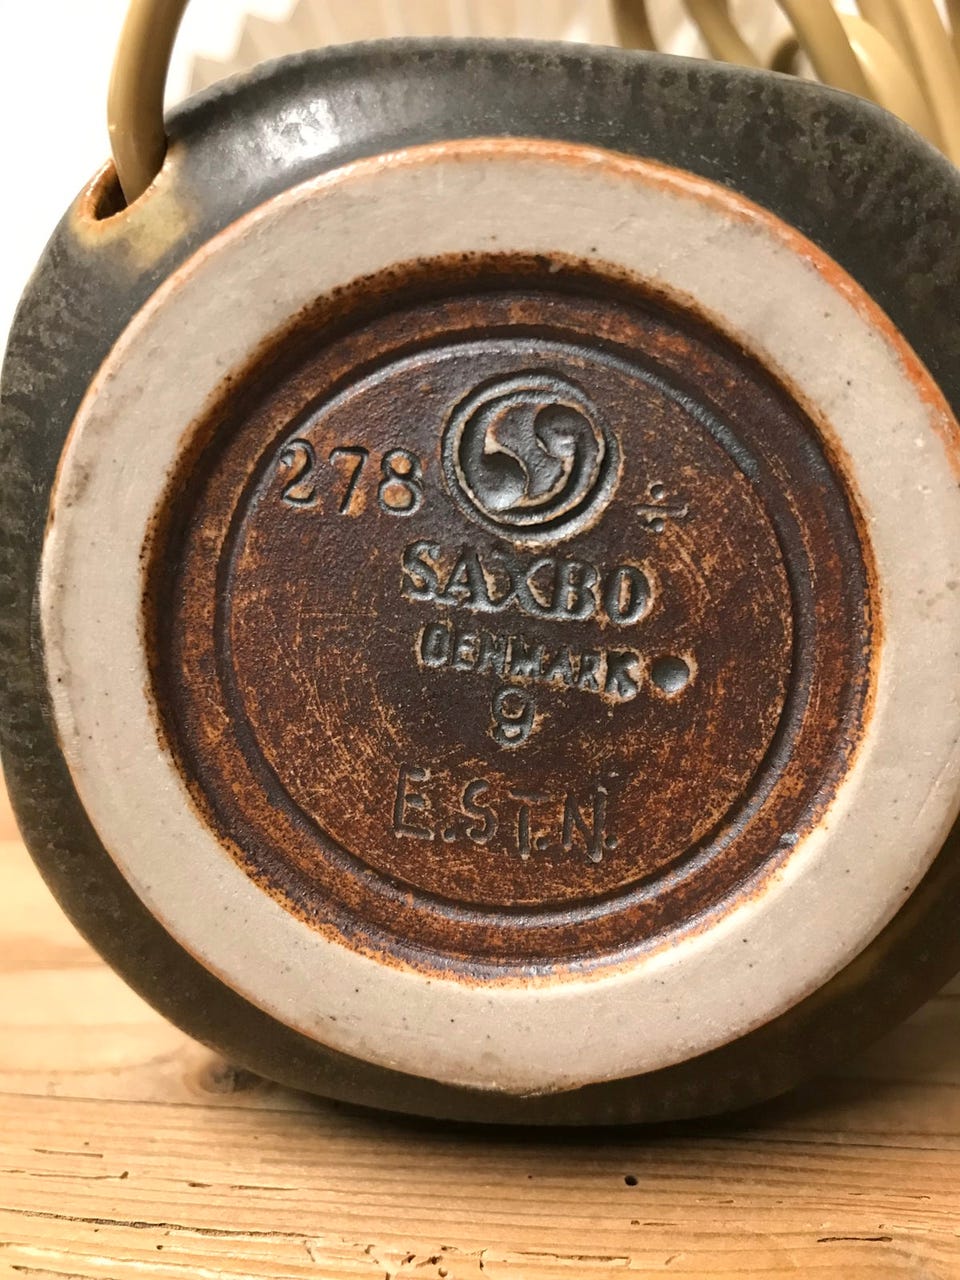 278 ÷
SAXBO
DENMARK
9
E.ST.N.